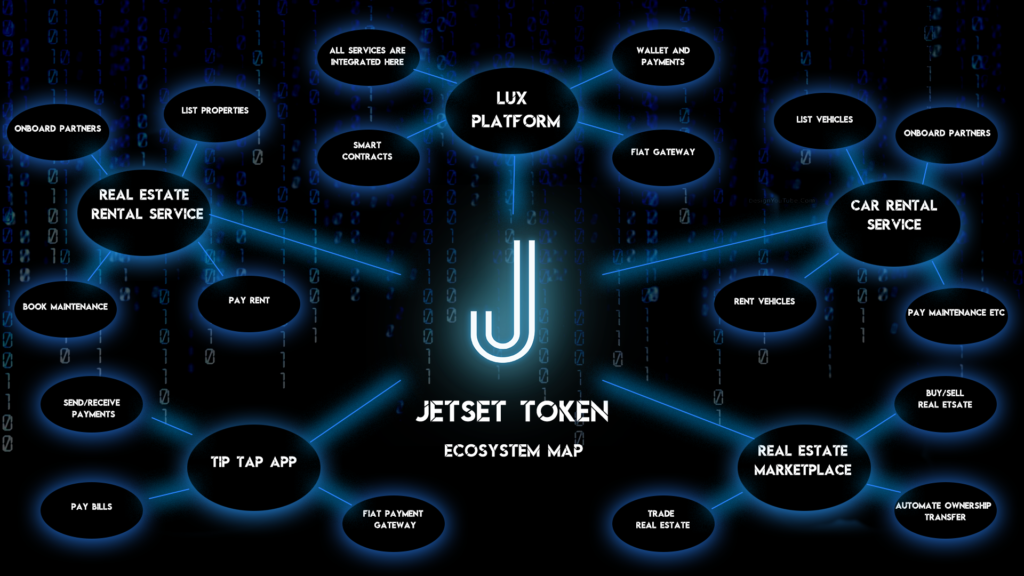 ALL SERVICES ARE
INTEGRATED HERE
WALLET AND
PAYMENTS
LUX
PLATFORM
SMART
CONTRACTS
FIAT GATEWAY
ONBOARD PARTNERS
LIST PROPERTIES
REAL ESTATE
RENTAL SERVICE
BOOK MAINTENANCE
PAY RENT
LIST VEHICLES
ONBOARD PARTNERS
CAR RENTAL
SERVICE
RENT VEHICLES
PAY MAINTENANCE ETC
J
JETSET TOKEN
ECOSYSTEM MAP
SEND/RECEIVE
PAYMENTS
TIP TAP APP
PAY BILLS
FIAT PAYMENT
GATEWAY
BUY/SELL
REAL ETSATE
REAL ESTATE
MARKETPLACE
TRADE
REAL ESTATE
AUTOMATE OWNERSHIP
TRANSFER